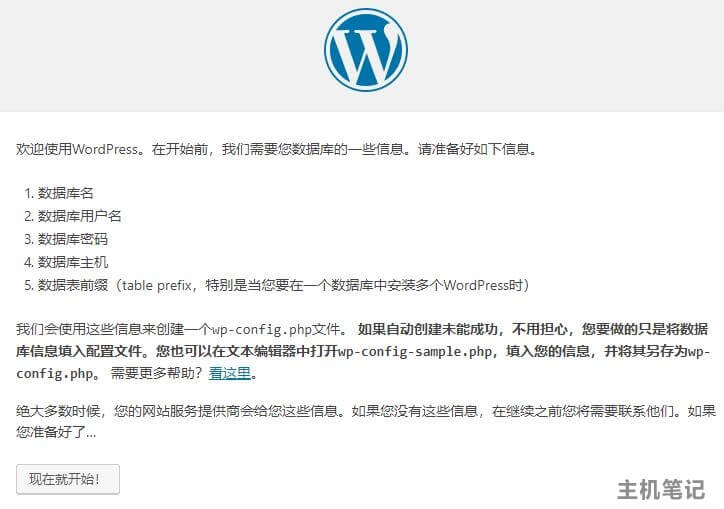 欢迎使用WordPress。在开始前，我们需要您数据库的一些信息。请准备好如下信息。
1. 数据库名
2. 数据库用户名
3. 数据库密码
4. 数据库主机
5. 数据表前缀（table prefix，特别是当您要在一个数据库中安装多个WordPress时）
我们会使用这些信息来创建一个wp-config.php文件。 如果自动创建未能成功，不用担心，您要做的只是将数据
库信息填入配置文件。您也可以在文本编辑器中打开wp-config-sample.php，填入您的信息，并将其另存为wp-
config.php。 需要更多帮助？看这里。
绝大多数时候，您的网站服务提供商会给您这些信息。如果您没有这些信息，在继续之前您将需要联系他们。如果
您准备好了…
现在就开始！
主机笔记